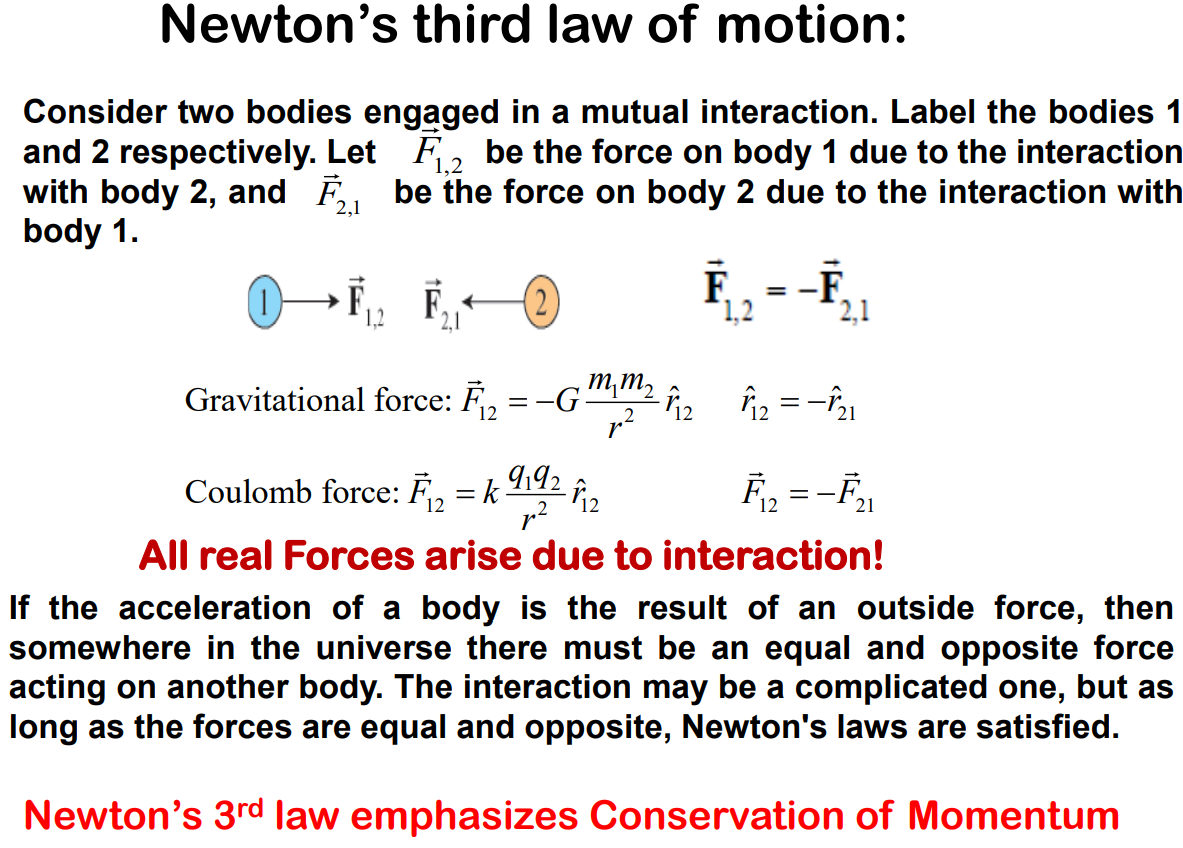 Newton’s third law of motion:
Consider two bodies engaged in a mutual interaction. Label the bodies 1
and 2 respectively. Let $\vec{F}_{1,2}$ be the force on body 1 due to the interaction
with body 2, and $\vec{F}_{2,1}$ be the force on body 2 due to the interaction with
body 1.
1 → $\vec{F}_{1,2}$ $\vec{F}_{2,1}$ ← 2 $\vec{F}_{1,2} = -\vec{F}_{2,1}$
Gravitational force: $\vec{F}_{12} = -G\frac{m_1 m_2}{r^2}\hat{r}_{12}$ $\hat{r}_{12} = -\hat{r}_{21}$
Coulomb force: $\vec{F}_{12} = k\frac{q_1 q_2}{r^2}\hat{r}_{12}$ $\vec{F}_{12} = -\vec{F}_{21}$
All real Forces arise due to interaction!
If the acceleration of a body is the result of an outside force, then
somewhere in the universe there must be an equal and opposite force
acting on another body. The interaction may be a complicated one, but as
long as the forces are equal and opposite, Newton's laws are satisfied.
Newton’s 3rd law emphasizes Conservation of Momentum